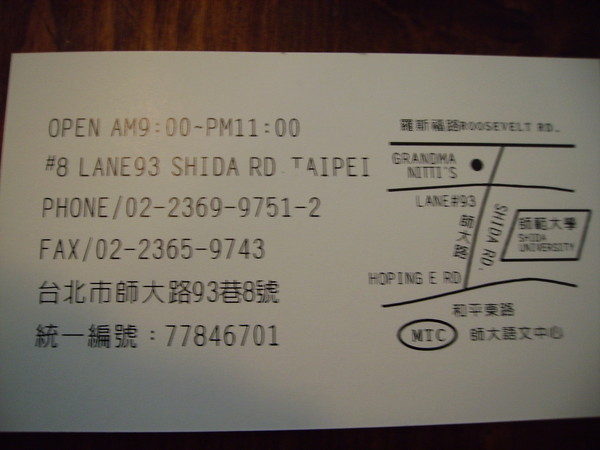 OPEN AM9:00-PM11:00
#8 LANE93 SHIDA RD. TAIPEI
PHONE/02-2369-9751-2
FAX/02-2365-9743
台北市師大路93巷8號
統一編號：77846701
羅斯福路ROOSEVELT RD.
GRANDMA
NITTI'S
LANE#93
師大路
SHIDA RD.
師範大學
SHIDA
UNIVERSITY
HOPING E RD
和平東路
MTC 師大語文中心